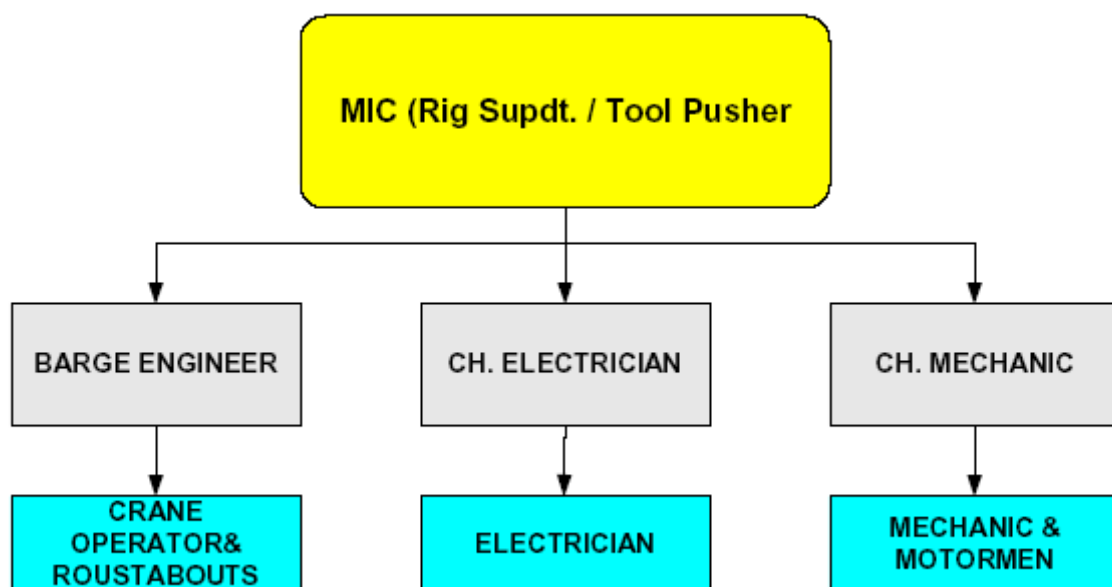 MIC (Rig Supdt. / Tool Pusher
BARGE ENGINEER
CH. ELECTRICIAN
CH. MECHANIC
CRANE
OPERATOR&
ROUSTABOUTS
ELECTRICIAN
MECHANIC &
MOTORMEN